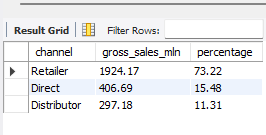 Result Grid Filter Rows:
channel gross_sales_mln percentage
Retailer 1924.17 73.22
Direct 406.69 15.48
Distributor 297.18 11.31